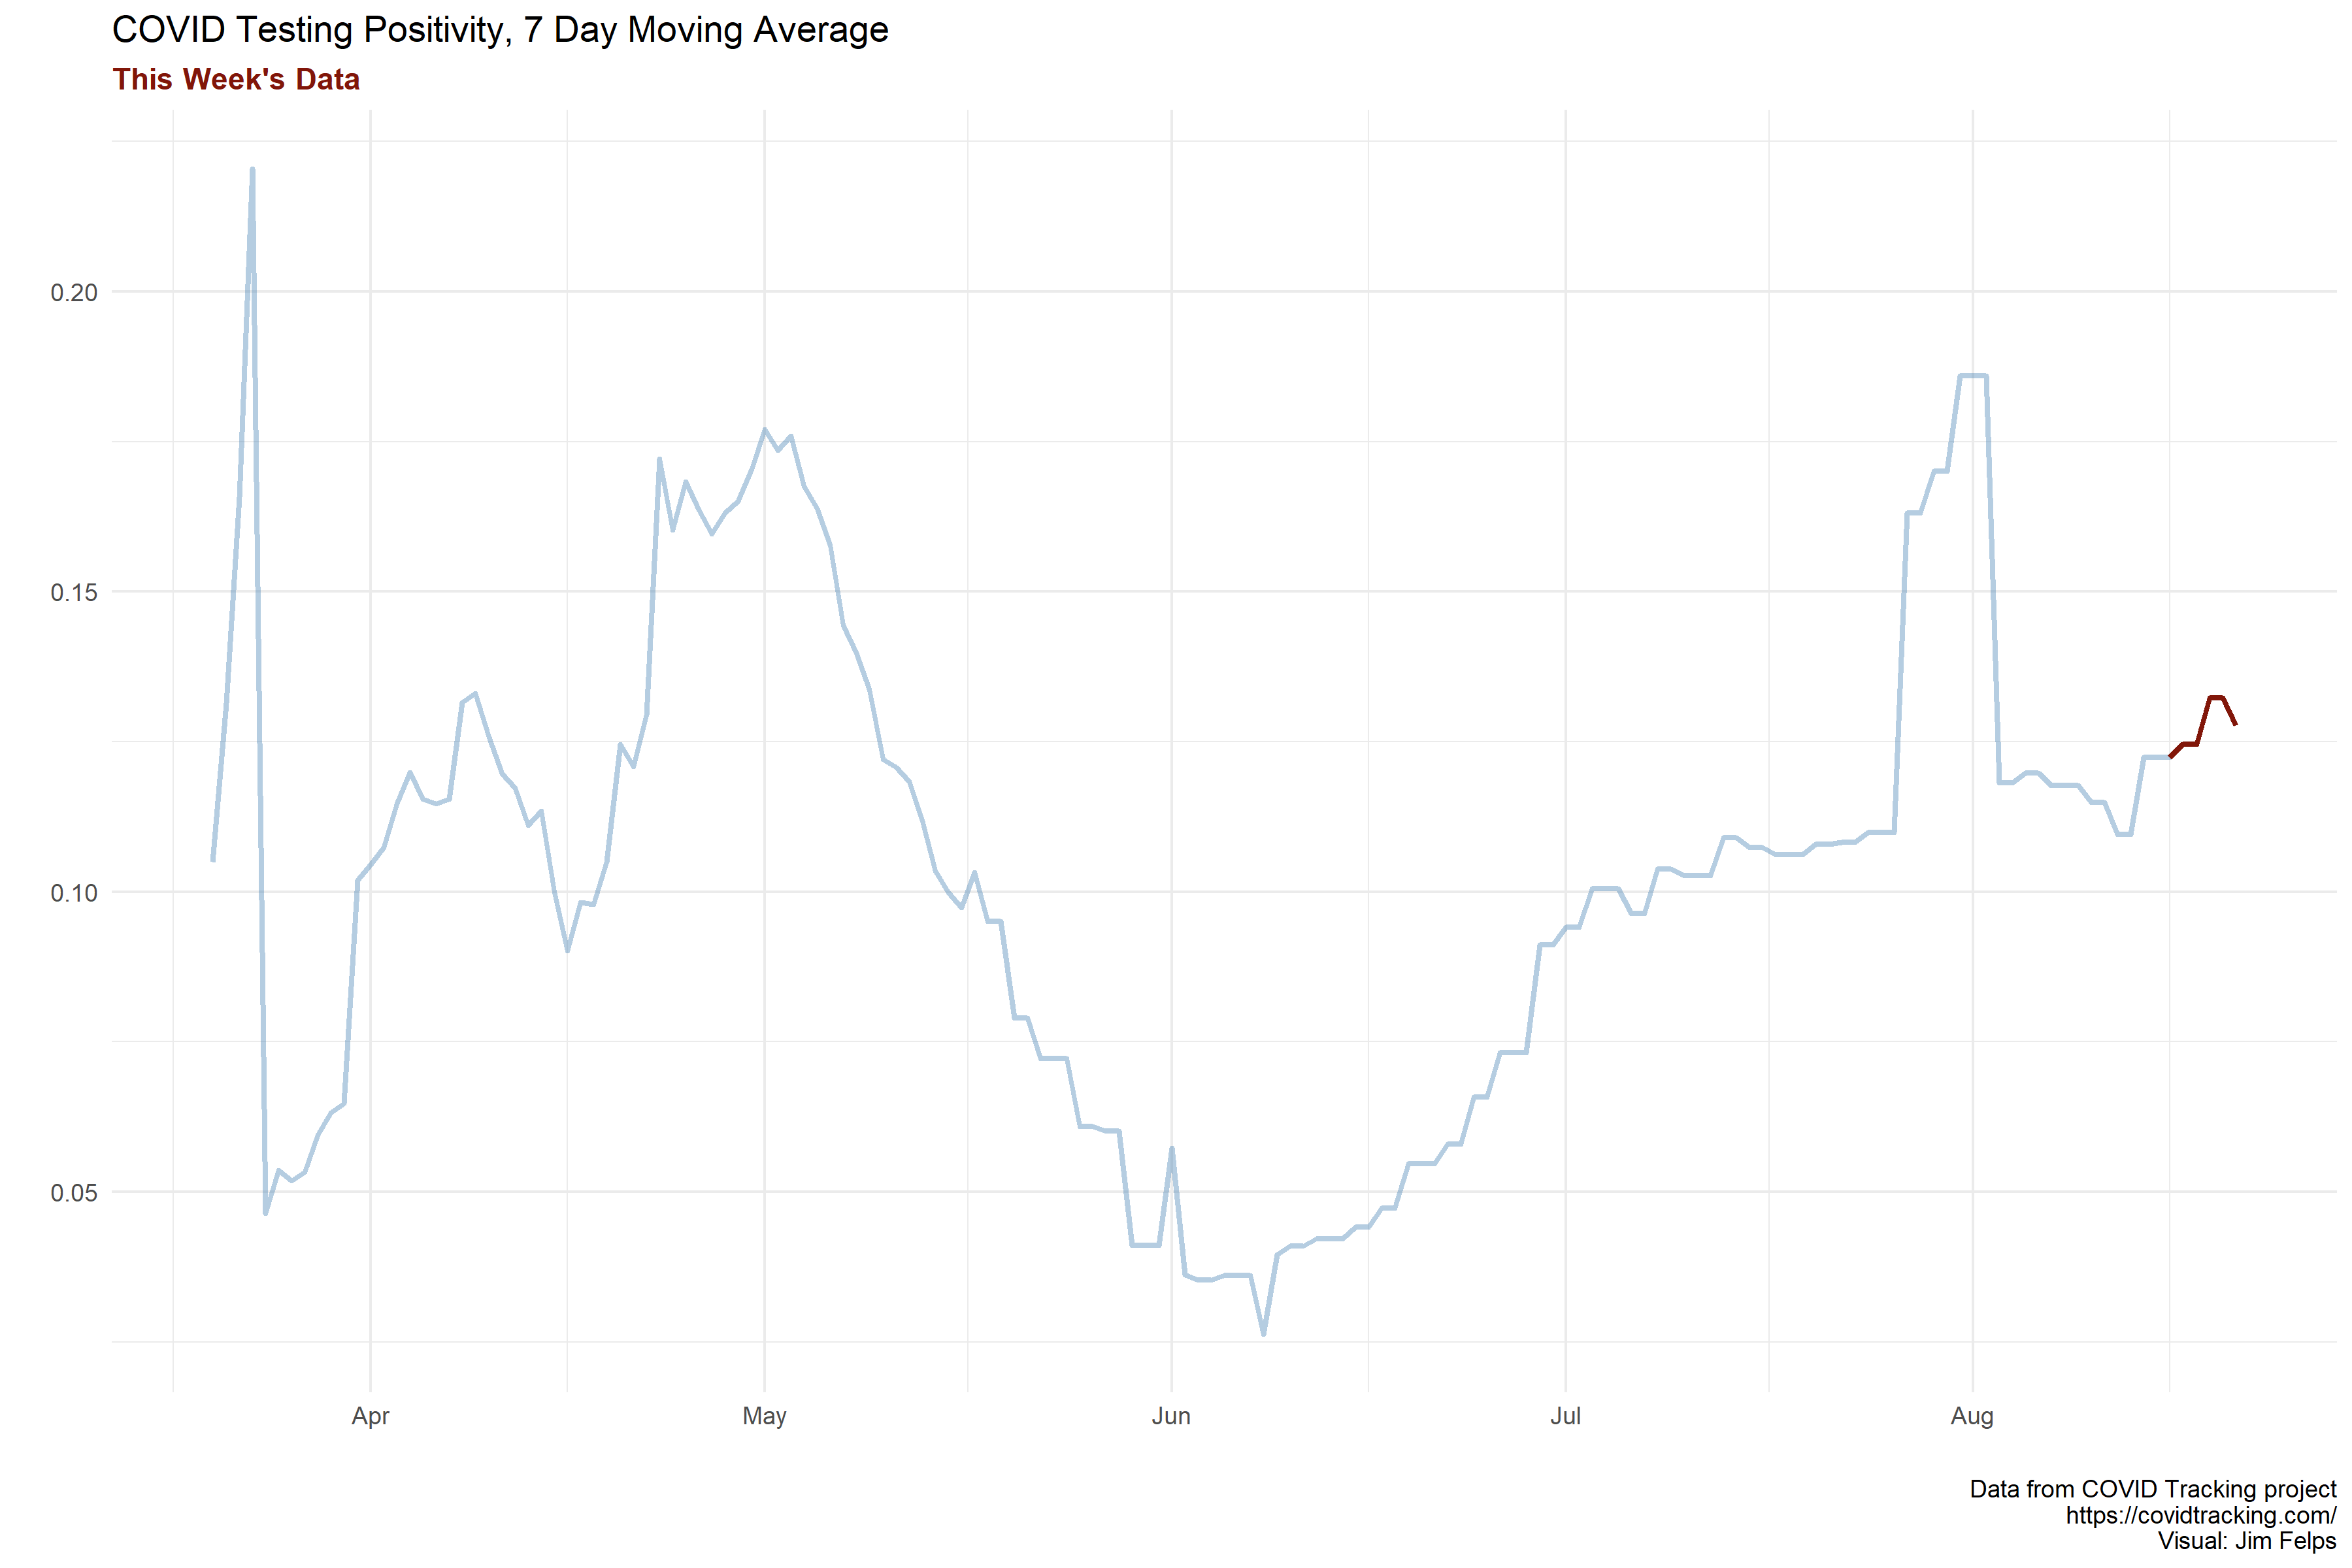 COVID Testing Positivity, 7 Day Moving Average
This Week's Data
0.20
0.15
0.10
0.05
Apr May Jun Jul Aug
Data from COVID Tracking project
https://covidtracking.com/
Visual: Jim Felps